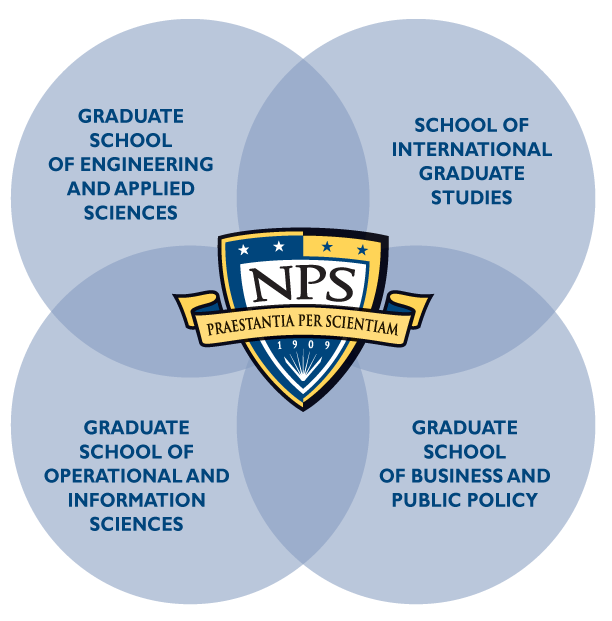 GRADUATE
SCHOOL
OF ENGINEERING
AND APPLIED
SCIENCES
SCHOOL OF
INTERNATIONAL
GRADUATE
STUDIES
NPS
PRAESTANTIA PER SCIENTIAM
1909
GRADUATE
SCHOOL OF
OPERATIONAL AND
INFORMATION
SCIENCES
GRADUATE
SCHOOL
OF BUSINESS AND
PUBLIC POLICY